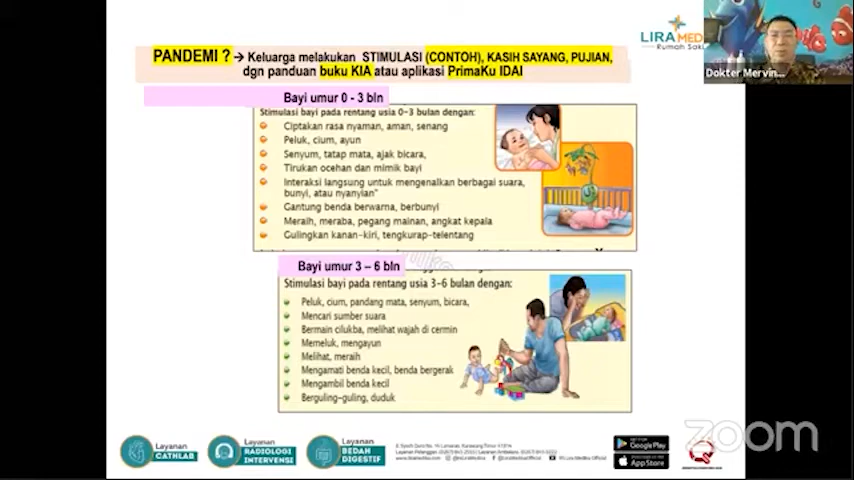 PANDEMI ? → Keluarga melakukan STIMULASI (CONTOH), KASIH SAYANG, PUJIAN,
dgn panduan buku KIA atau aplikasi PrimaKu IDAI
LIRA MED
Rumah Saki
Dokter Mervin...
Bayi umur 0 - 3 bln
Stimulasi bayi pada rentang usia 0-3 bulan dengan:
Ciptakan rasa nyaman, aman, senang
Peluk, cium, ayun
Senyum, tatap mata, ajak bicara,
Tirukan ocehan dan mimik bayi
Interaksi langsung untuk mengenalkan berbagai suara,
bunyi, atau nyanyian"
Gantung benda berwarna, berbunyi
Meraih, meraba, pegang mainan, angkat kepala
Gulingkan kanan-kiri, tengkurap-telentang
Bayi umur 3 – 6 bln
Stimulasi bayi pada rentang usia 3-6 bulan dengan:
Peluk, cium, pandang mata, senyum, bicara,
Mencari sumber suara
Bermain cilukba, melihat wajah di cermin
Memeluk, mengayun
Melihat, meraih
Mengamati benda kecil, benda bergerak
Mengambil benda kecil
Berguling-guling, duduk
Layanan
CATHLAB
Layanan
RADIOLOGI
INTERVENSI
Layanan
BEDAH
DIGESTIF
Google Play
App Store
zoom